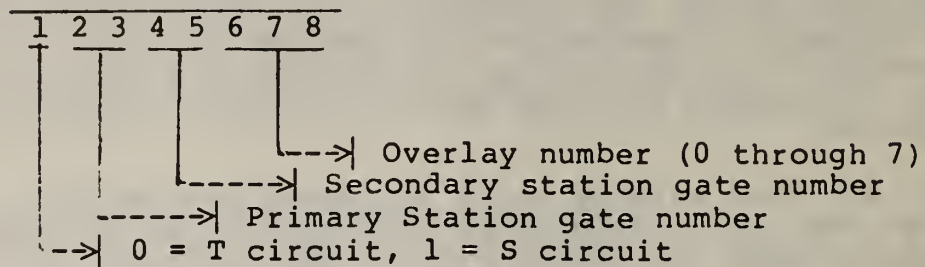 1 2 3 4 5 6 7 8
Overlay number (0 through 7)
Secondary station gate number
Primary Station gate number
0 = T circuit, 1 = S circuit